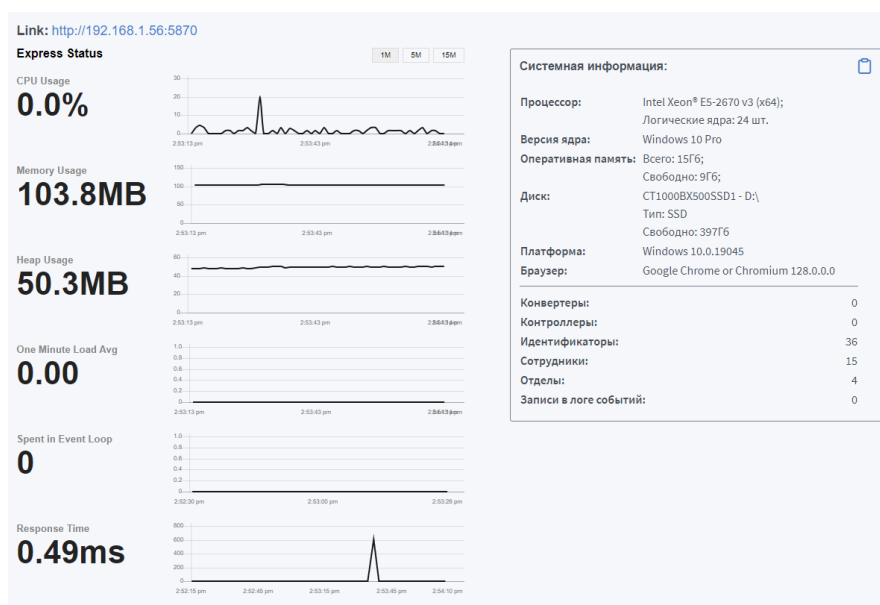 Link: http://192.168.1.56:5870
Express Status
1M 5M 15M
CPU Usage
0.0%
30
20
10
0
2:53:13 pm 2:53:43 pm
Memory Usage
103.8MB
150
100
50
0
2:53:13 pm 2:53:43 pm
Heap Usage
50.3MB
60
40
20
0
2:53:13 pm 2:53:43 pm
One Minute Load Avg
0.00
1.0
0.8
0.6
0.4
0.2
0
2:53:13 pm 2:53:43 pm
Spent in Event Loop
0
1.0
0.8
0.6
0.4
0.2
0
2:52:30 pm 2:53:00 pm 2:53:28 pm
Response Time
0.49ms
800
600
400
200
0
2:52:15 pm 2:52:45 pm 2:53:15 pm 2:53:45 pm 2:54:10 pm
Системная информация:
Процессор: Intel Xeon® E5-2670 v3 (x64);
Логические ядра: 24 шт.
Версия ядра: Windows 10 Pro
Оперативная память: Всего: 15Гб;
Свободно: 9Гб;
Диск: CT1000BX500SSD1 - D:\
Тип: SSD
Свободно: 397Гб
Платформа: Windows 10.0.19045
Браузер: Google Chrome or Chromium 128.0.0.0
Конвертеры: 0
Контроллеры: 0
Идентификаторы: 36
Сотрудники: 15
Отделы: 4
Записи в логе событий: 0